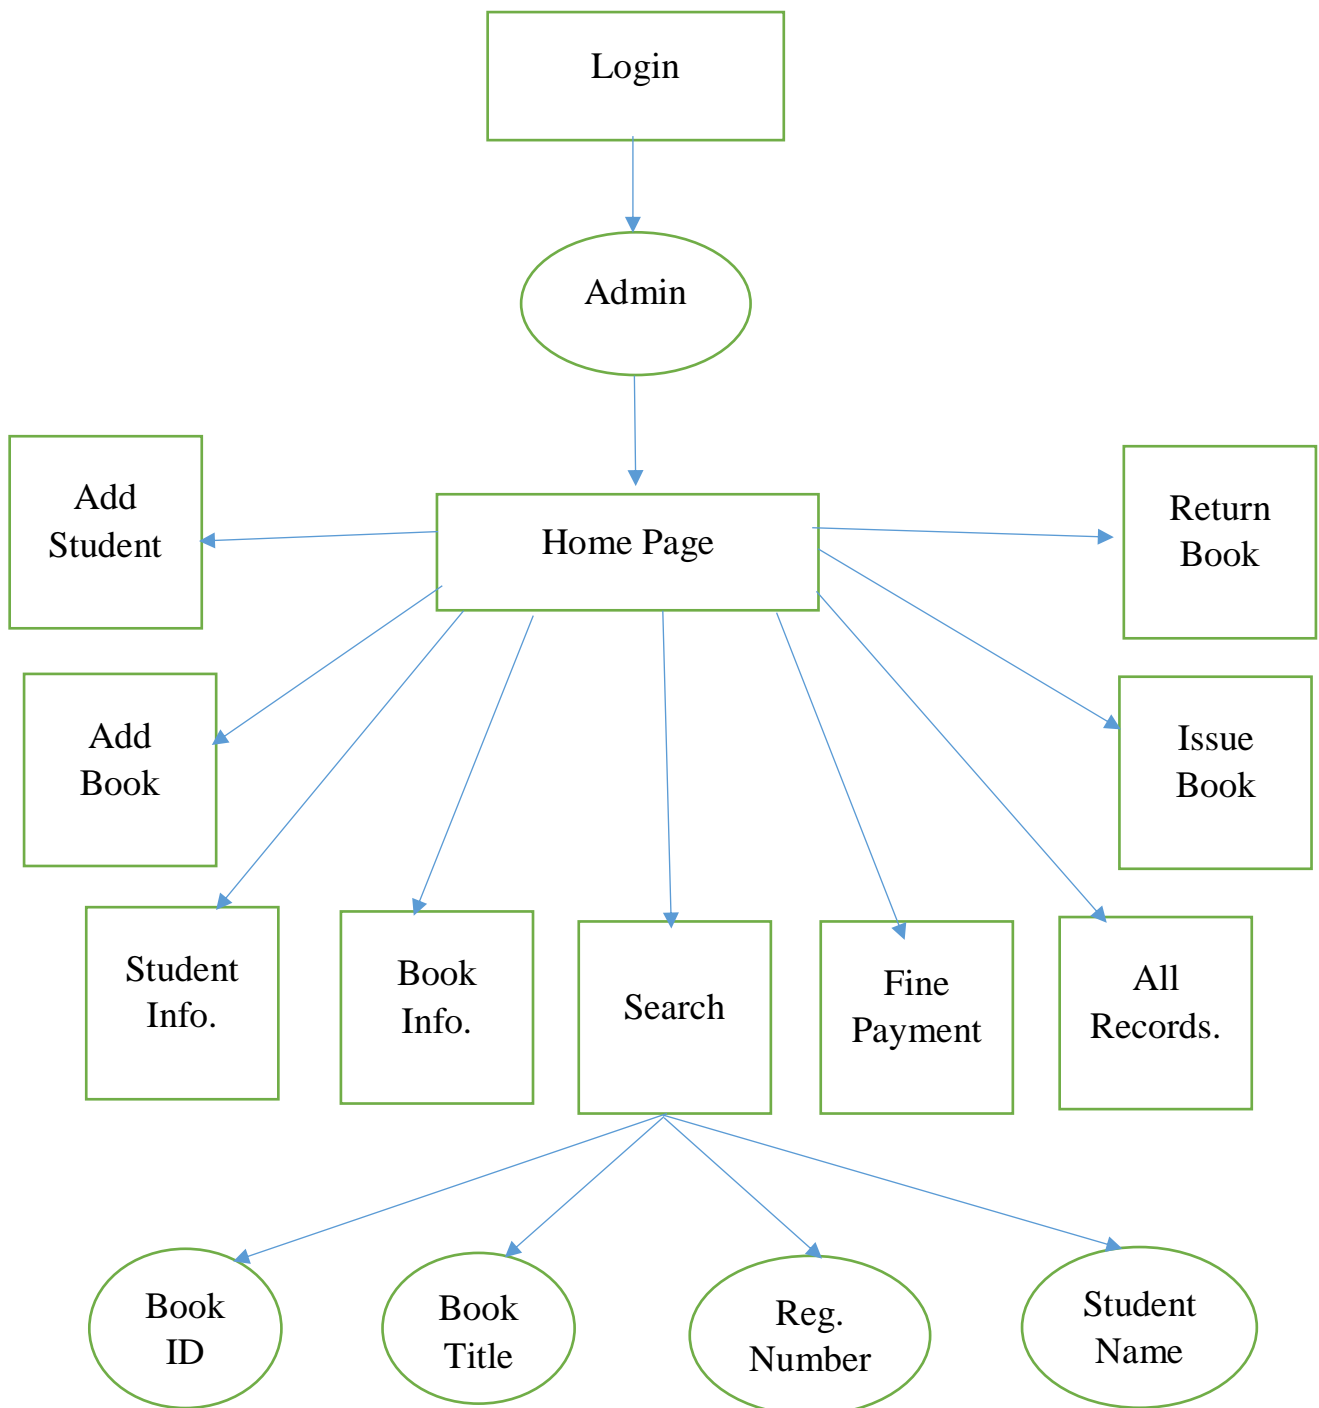 Login
Admin
Add
Student
Home Page
Return
Book
Add
Book
Issue
Book
Student
Info.
Book
Info.
Search
Fine
Payment
All
Records.
Book
ID
Book
Title
Reg.
Number
Student
Name